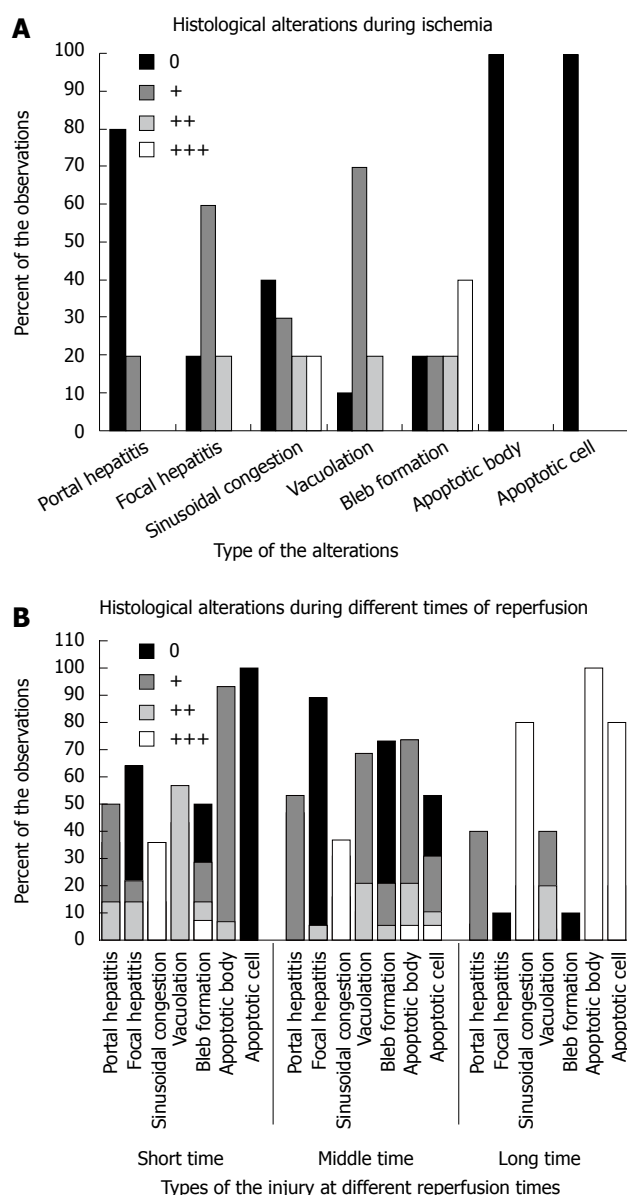 A
Histological alterations during ischemia
0
+
++
+++
100
90
80
70
60
50
40
30
20
10
0
Percent of the observations
Portal hepatitis
Focal hepatitis
Sinusoidal congestion
Vacuolation
Bleb formation
Apoptotic body
Apoptotic cell
Type of the alterations
B
Histological alterations during different times of reperfusion
0
+
++
+++
110
100
90
80
70
60
50
40
30
20
10
0
Percent of the observations
Portal hepatitis
Focal hepatitis
Sinusoidal congestion
Vacuolation
Bleb formation
Apoptotic body
Apoptotic cell
Portal hepatitis
Focal hepatitis
Sinusoidal congestion
Vacuolation
Bleb formation
Apoptotic body
Apoptotic cell
Portal hepatitis
Focal hepatitis
Sinusoidal congestion
Vacuolation
Bleb formation
Apoptotic body
Apoptotic cell
Short time Middle time Long time
Types of the injury at different reperfusion times